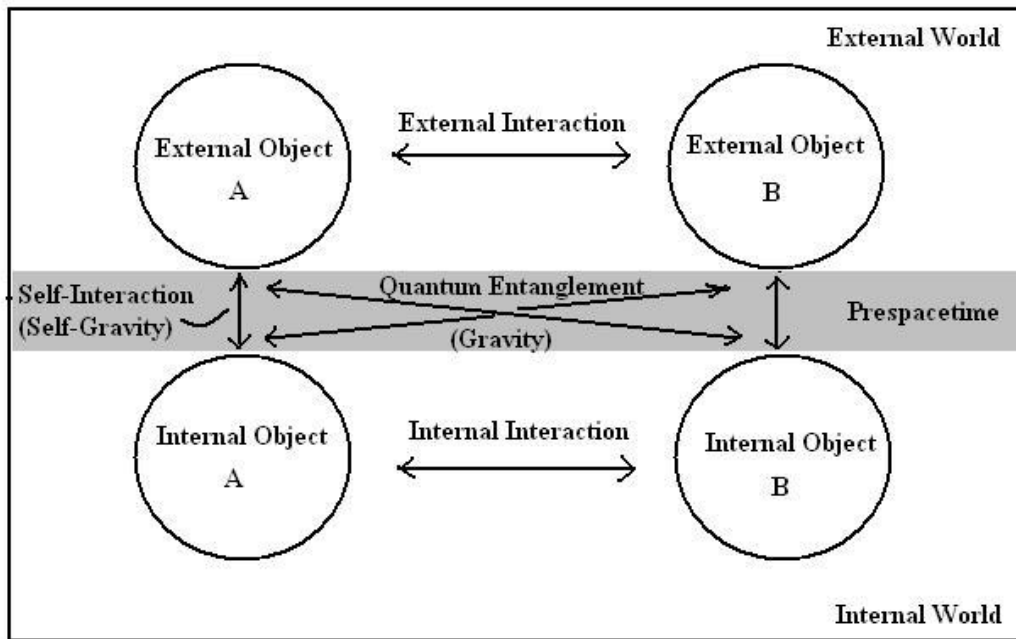 External World
External Interaction
External Object
A
External Object
B
Self-Interaction
(Self-Gravity)
Quantum Entanglement
(Gravity)
Prespacetime
Internal Object
A
Internal Interaction
Internal Object
B
Internal World